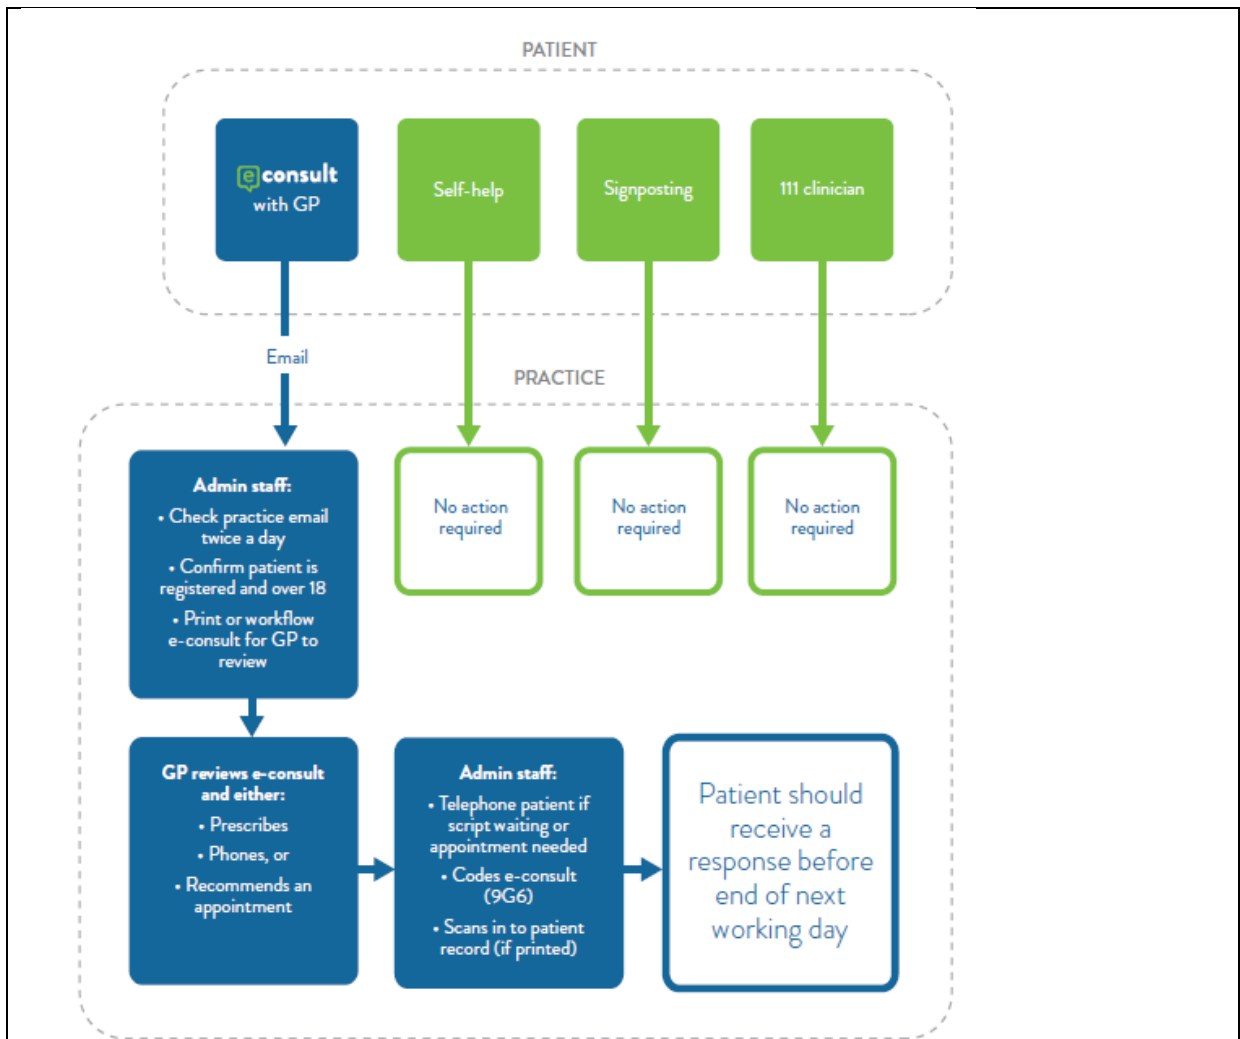 PATIENT
e consult
with GP
Self-help
Signposting
111 clinician
Email
PRACTICE
Admin staff:
• Check practice email
twice a day
• Confirm patient is
registered and over 18
• Print or workflow
e-consult for GP to
review
No action
required
No action
required
No action
required
GP reviews e-consult
and either:
• Prescribes
• Phones, or
• Recommends an
appointment
Admin staff:
• Telephone patient if
script waiting or
appointment needed
• Codes e-consult
(9G6)
• Scans in to patient
record (if printed)
Patient should
receive a
response before
end of next
working day